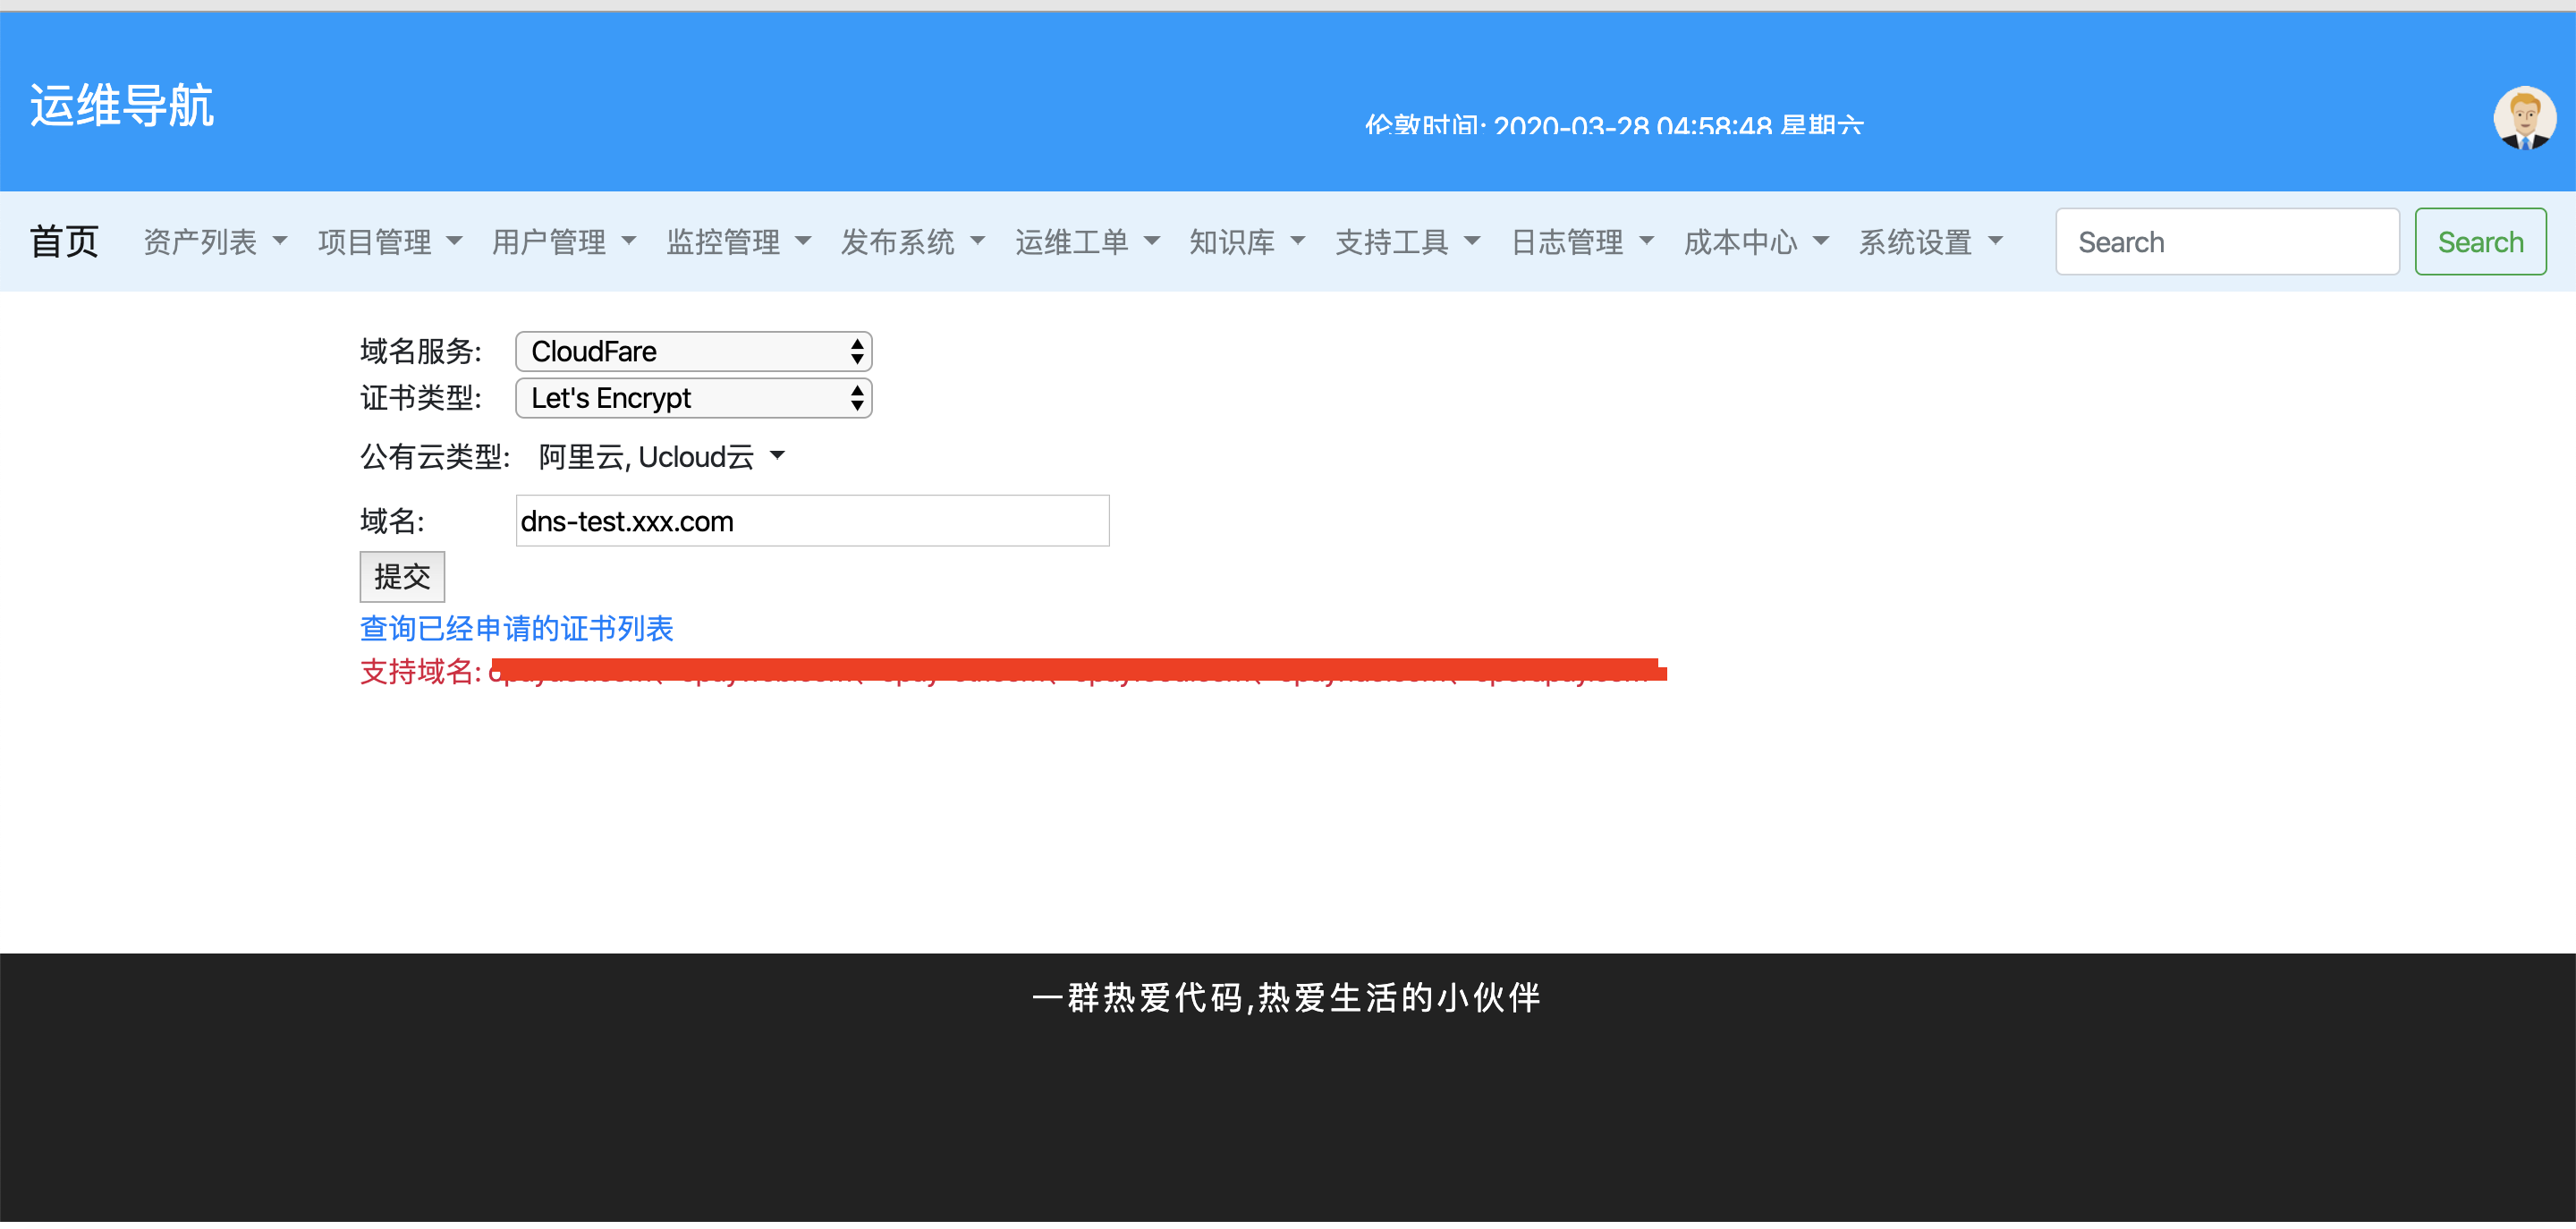 运维导航
伦敦时间: 2020-03-28 04:58:48 星期六
首页 资产列表 项目管理 用户管理 监控管理 发布系统 运维工单 知识库 支持工具 日志管理 成本中心 系统设置 Search Search
域名服务: CloudFare
证书类型: Let's Encrypt
公有云类型: 阿里云, Ucloud云
域名: dns-test.xxx.com
提交
查询已经申请的证书列表
支持域名:
一群热爱代码,热爱生活的小伙伴